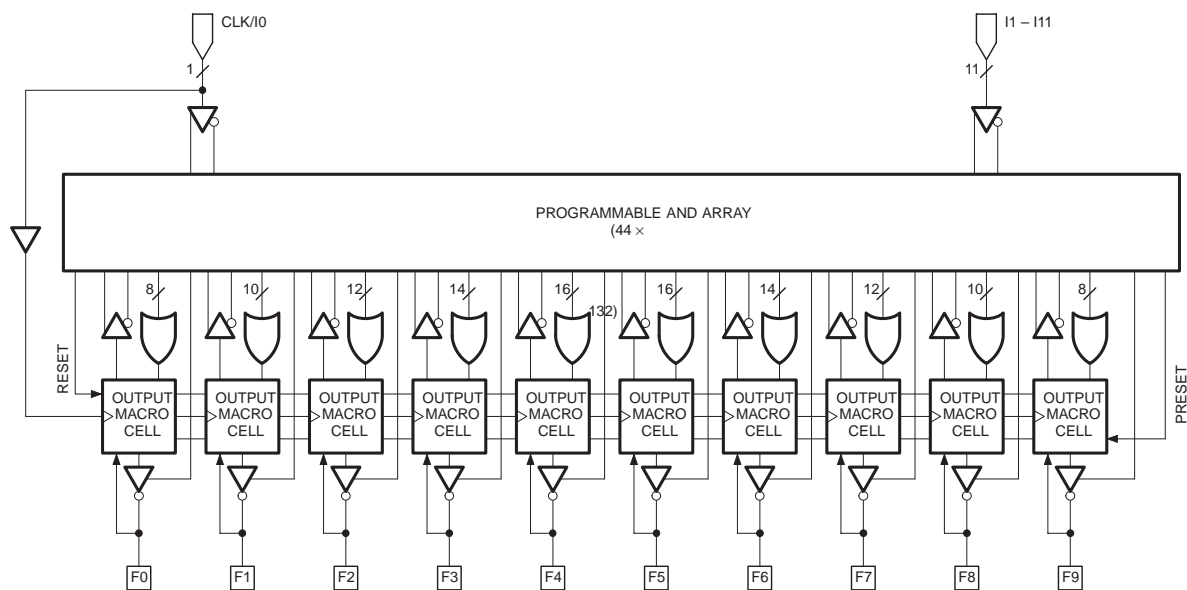 CLK/I0
I1 – I11
1
11
PROGRAMMABLE AND ARRAY
(44 ×
8
10
12
14
16
16
14
12
10
8
132)
RESET
PRESET
OUTPUT
MACRO
CELL
OUTPUT
MACRO
CELL
OUTPUT
MACRO
CELL
OUTPUT
MACRO
CELL
OUTPUT
MACRO
CELL
OUTPUT
MACRO
CELL
OUTPUT
MACRO
CELL
OUTPUT
MACRO
CELL
OUTPUT
MACRO
CELL
OUTPUT
MACRO
CELL
F0
F1
F2
F3
F4
F5
F6
F7
F8
F9